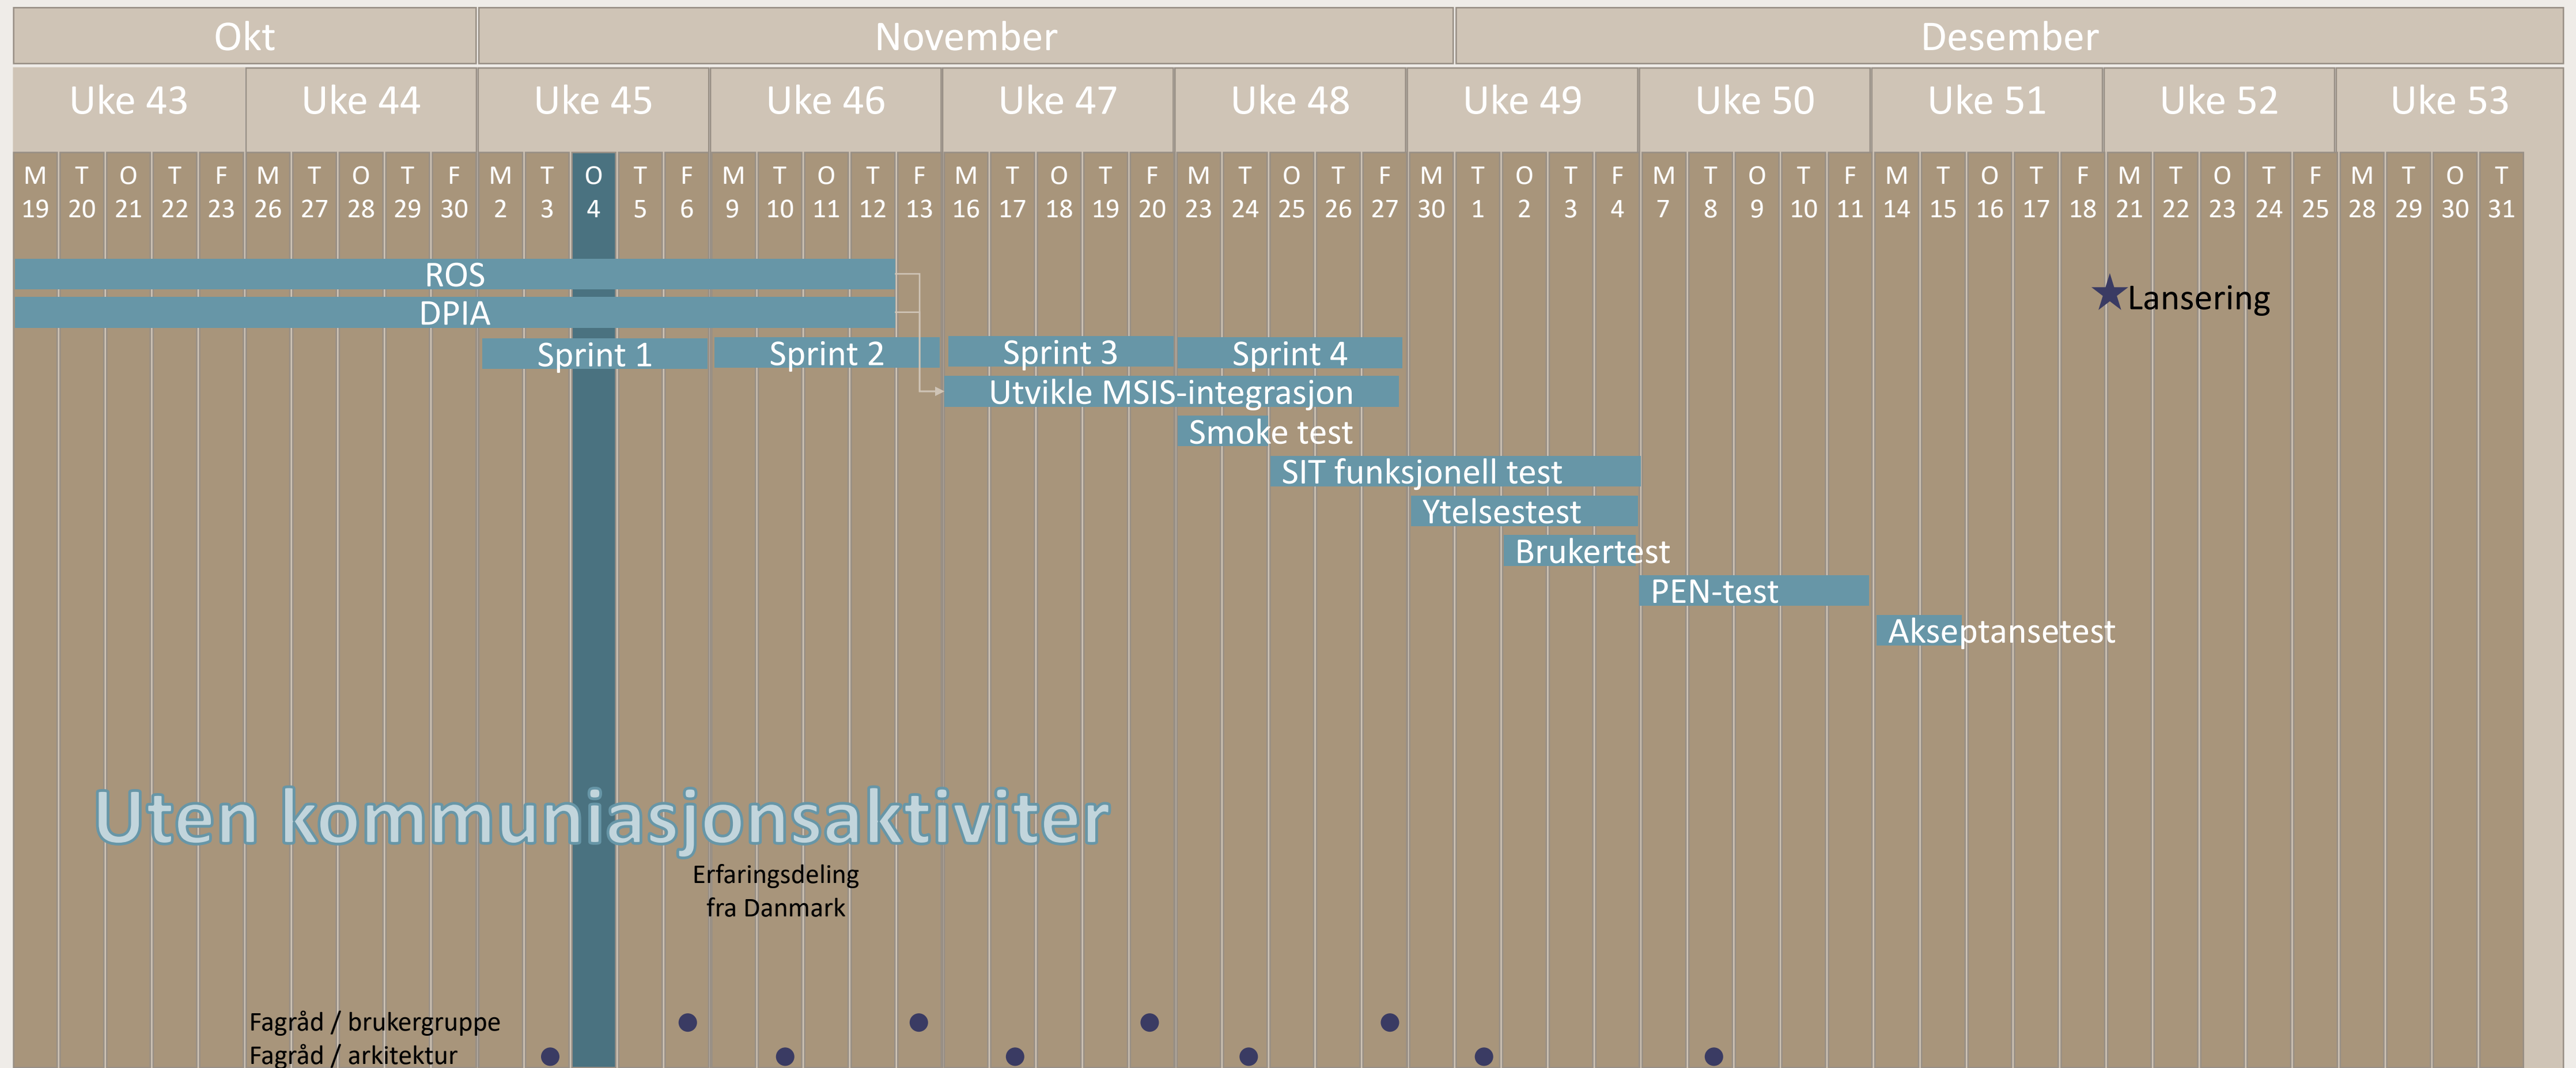 Okt November Desember
Uke 43 Uke 44 Uke 45 Uke 46 Uke 47 Uke 48 Uke 49 Uke 50 Uke 51 Uke 52 Uke 53
M T O T F M T O T F M T O T F M T O T F M T O T F M T O T F M T O T F M T O T F M T O T F M T O T F M T O T
19 20 21 22 23 26 27 28 29 30 2 3 4 5 6 9 10 11 12 13 16 17 18 19 20 23 24 25 26 27 30 1 2 3 4 7 8 9 10 11 14 15 16 17 18 21 22 23 24 25 28 29 30 31
ROS
Lansering
DPIA
Sprint 1 Sprint 2 Sprint 3 Sprint 4
Utvikle MSIS-integrasjon
Smoke test
SIT funksjonell test
Ytelsestest
Brukertest
PEN-test
Akseptansetest
Uten kommuniasjonsaktiviter
Erfaringsdeling
fra Danmark
Fagråd / brukergruppe
Fagråd / arkitektur